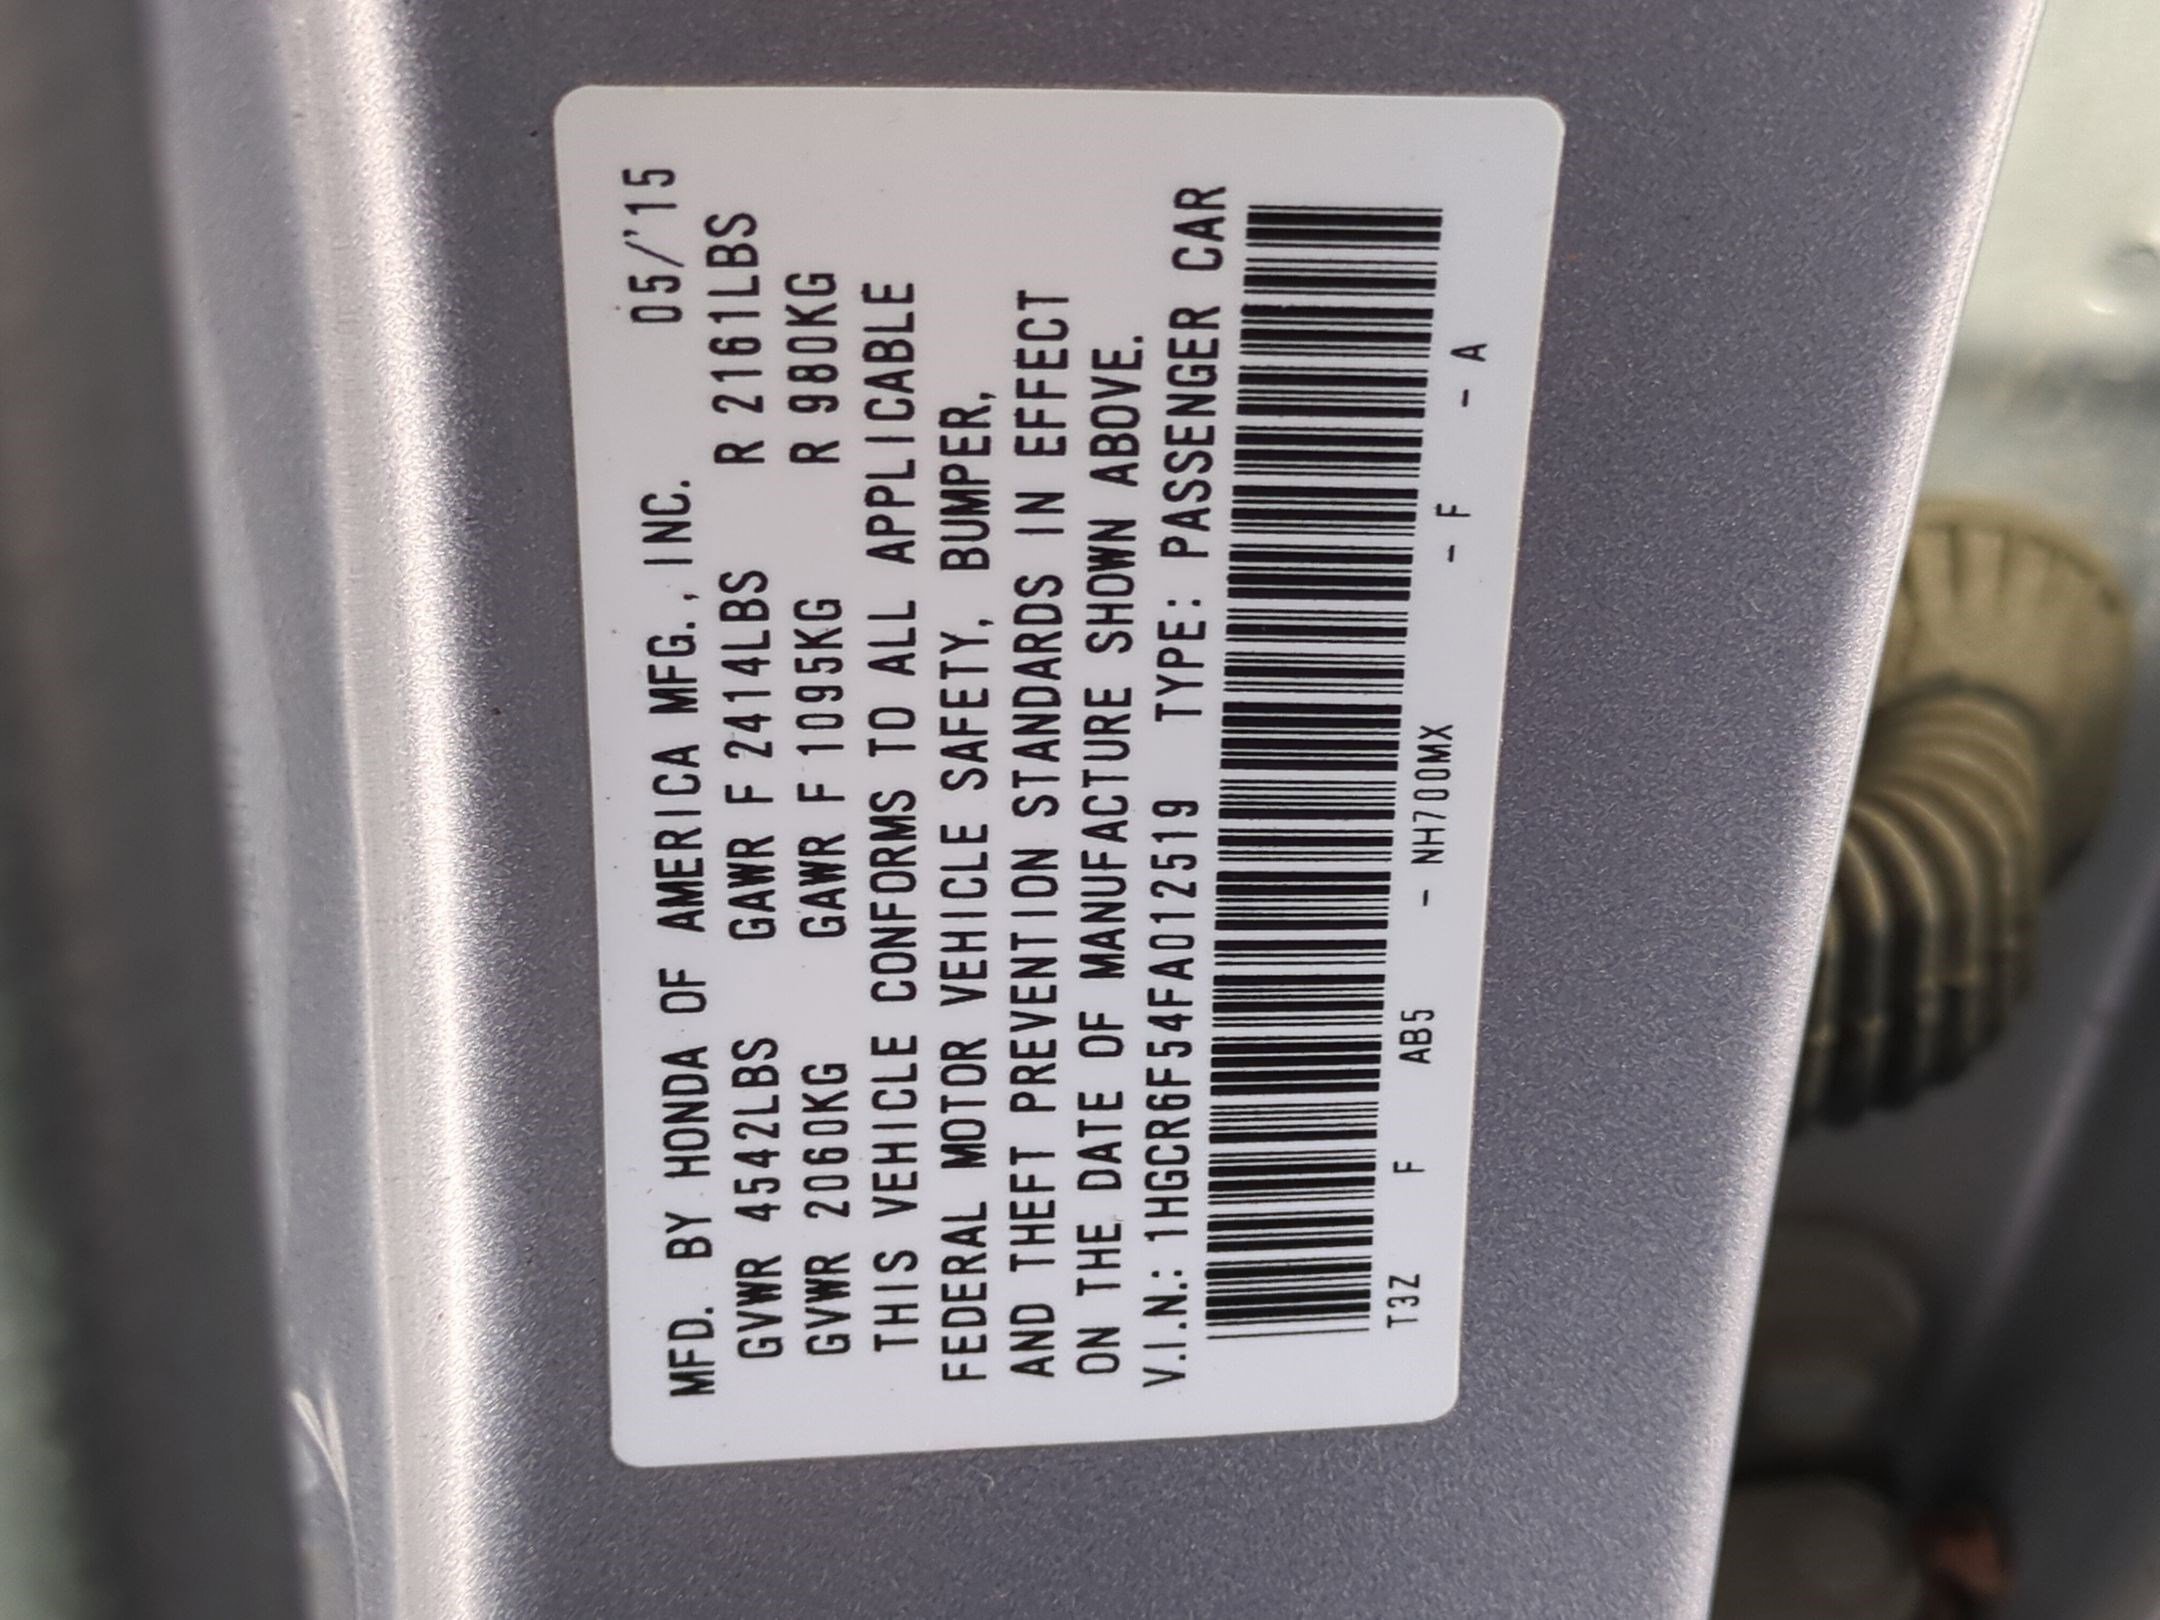 MFD. BY HONDA OF AMERICA MFG., INC. 05/'15
GVWR 4542LBS GAWR F 2414LBS R 2161LBS
GVWR 2060KG GAWR F 1095KG R 980KG
THIS VEHICLE CONFORMS TO ALL APPLICABLE
FEDERAL MOTOR VEHICLE SAFETY, BUMPER,
AND THEFT PREVENTION STANDARDS IN EFFECT
ON THE DATE OF MANUFACTURE SHOWN ABOVE.
V.I.N.: 1HGCR6F54FA012519 TYPE: PASSENGER CAR
T3Z F AB5 - NH700MX - F - A